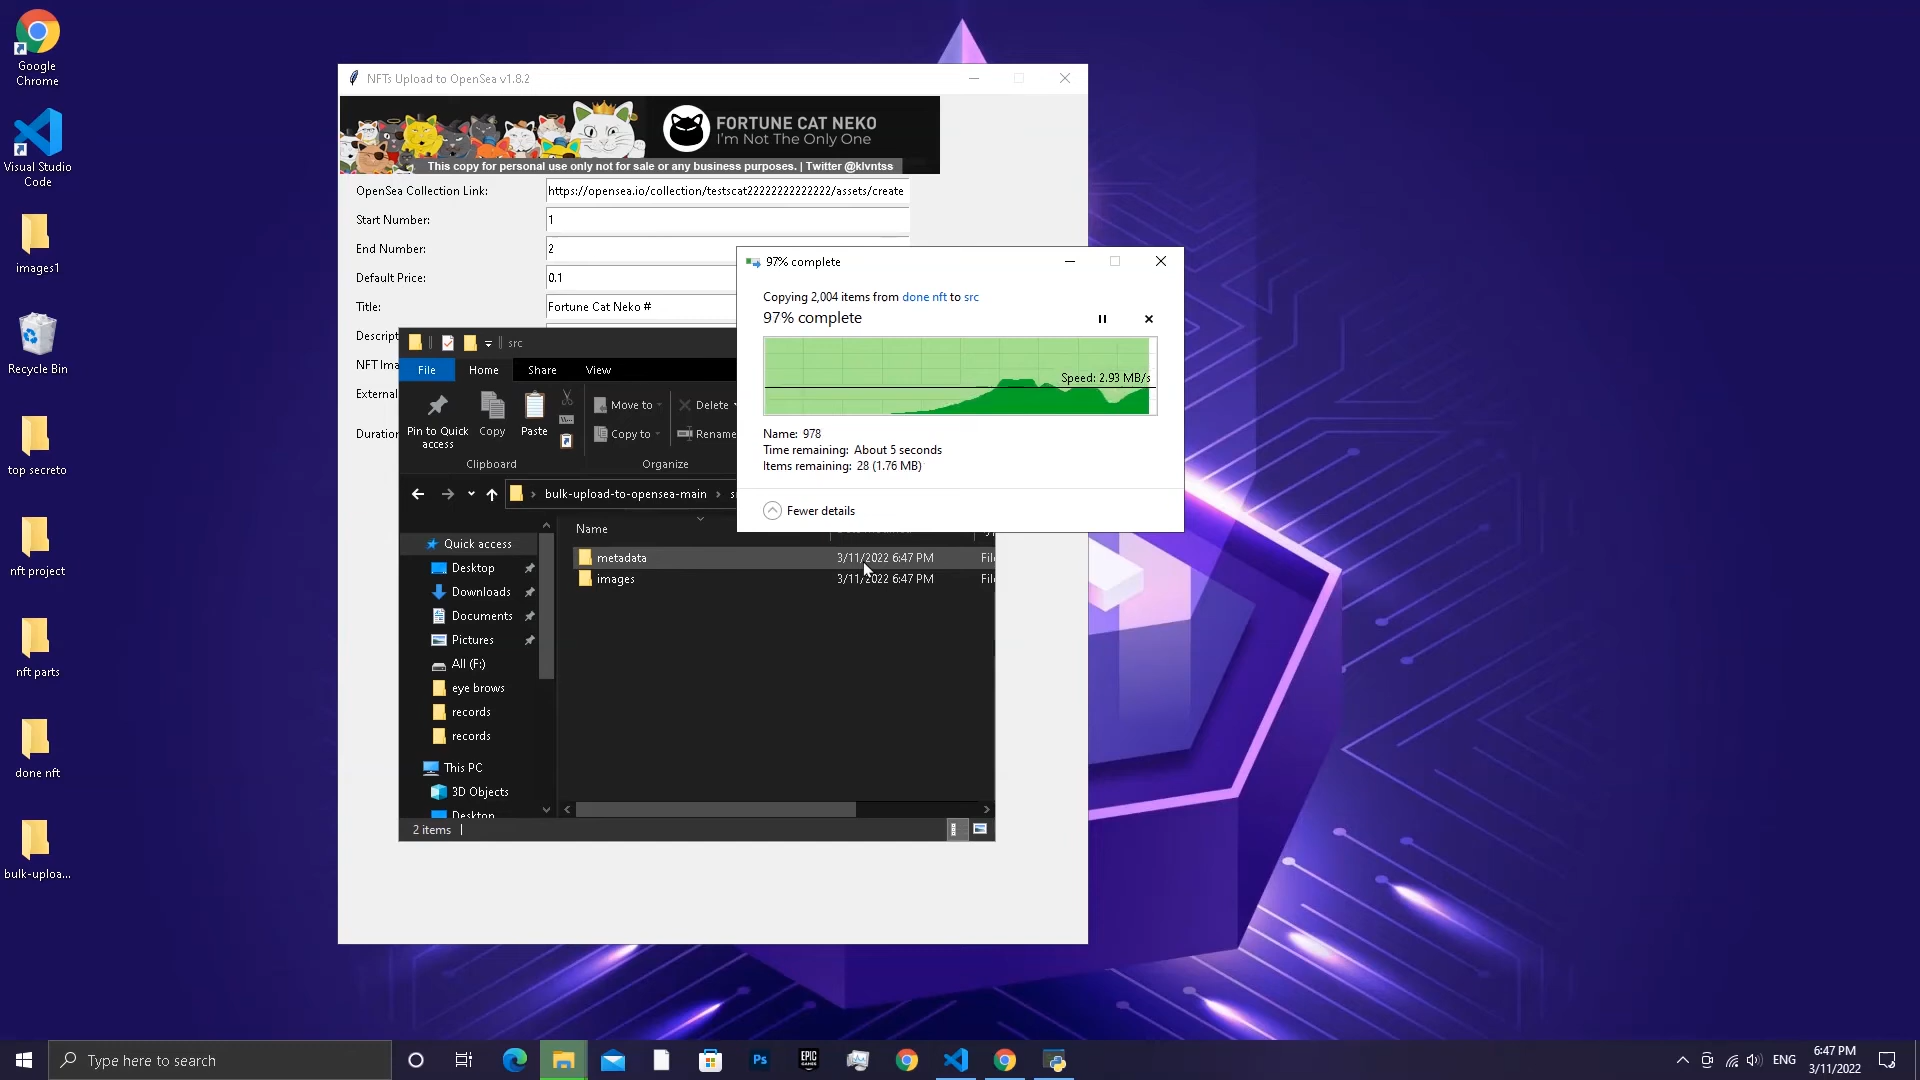 Google
Chrome
Visual Studio
Code
images1
Recycle Bin
top secreto
nft project
nft parts
done nft
bulk-uploa...
NFTs Upload to OpenSea v1.8.2
FORTUNE CAT NEKO
I'm Not The Only One
This copy for personal use only not for sale or any business purposes. | Twitter @klvntss
OpenSea Collection Link:
https://opensea.io/collection/testscat22222222222222/assets/create
Start Number:
1
End Number:
2
Default Price:
0.1
Title:
Fortune Cat Neko #
Descript
NFT Ima
External
Duration
97% complete
Copying 2,004 items from done nft to src
97% complete
Speed: 2.93 MB/s
Name: 978
Time remaining: About 5 seconds
Items remaining: 28 (1.76 MB)
Fewer details
src
File
Home
Share
View
Pin to Quick
access
Copy
Paste
Move to
Copy to
Delete
Rename
Clipboard
Organize
bulk-upload-to-opensea-main
Name
metadata
3/11/2022 6:47 PM
File
images
3/11/2022 6:47 PM
File
Quick access
Desktop
Downloads
Documents
Pictures
All (F:)
eye brows
records
records
This PC
3D Objects
Desktop
2 items
Type here to search
Ps
EPIC
GAMES
ENG
6:47 PM
3/11/2022